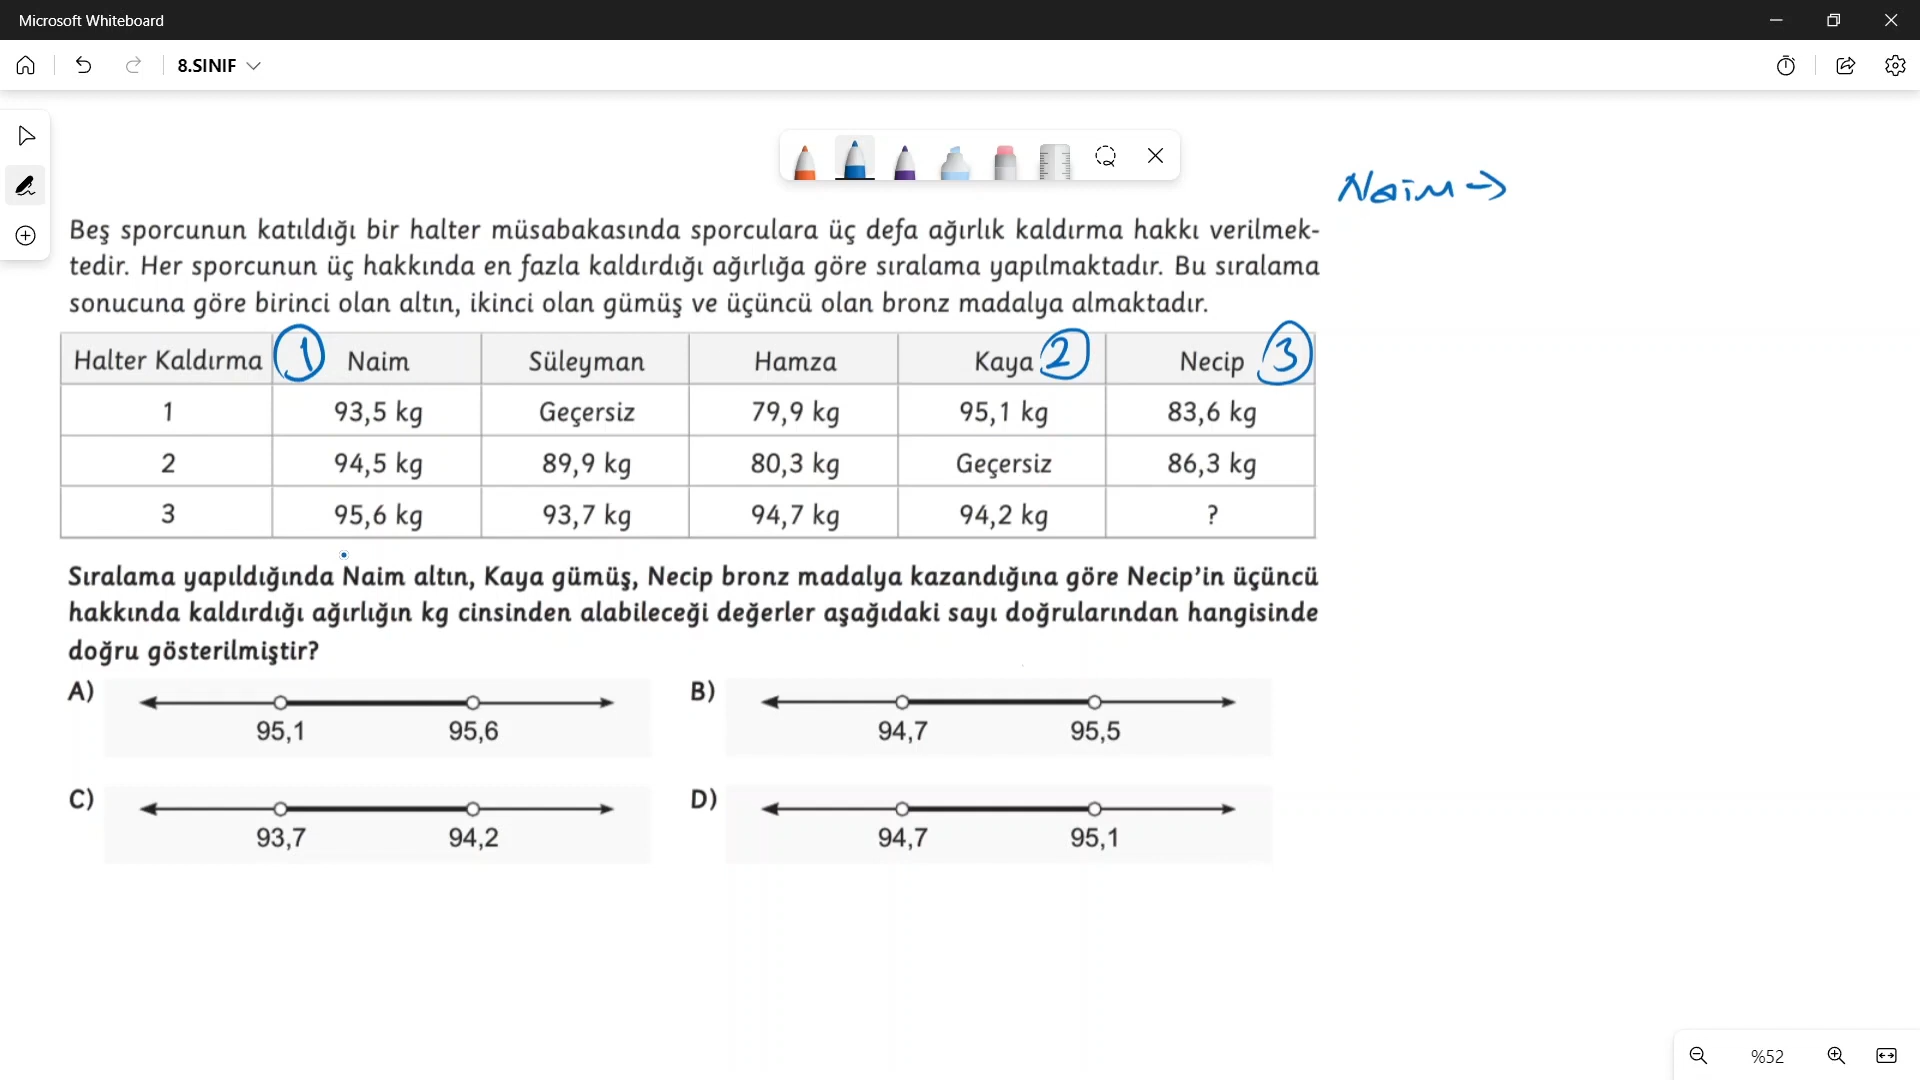 Microsoft Whiteboard
8.SINIF
Naim →
Beş sporcunun katıldığı bir halter müsabakasında sporculara üç defa ağırlık kaldırma hakkı verilmek-
tedir. Her sporcunun üç hakkında en fazla kaldırdığı ağırlığa göre sıralama yapılmaktadır. Bu sıralama
sonucuna göre birinci olan altın, ikinci olan gümüş ve üçüncü olan bronz madalya almaktadır.
Halter Kaldırma 1 Naim Süleyman Hamza Kaya 2 Necip 3
1 93,5 kg Geçersiz 79,9 kg 95,1 kg 83,6 kg
2 94,5 kg 89,9 kg 80,3 kg Geçersiz 86,3 kg
3 95,6 kg 93,7 kg 94,7 kg 94,2 kg ?
Sıralama yapıldığında Naim altın, Kaya gümüş, Necip bronz madalya kazandığına göre Necip'in üçüncü
hakkında kaldırdığı ağırlığın kg cinsinden alabileceği değerler aşağıdaki sayı doğrularından hangisinde
doğru gösterilmiştir?
A) 95,1 95,6
B) 94,7 95,5
C) 93,7 94,2
D) 94,7 95,1
%52